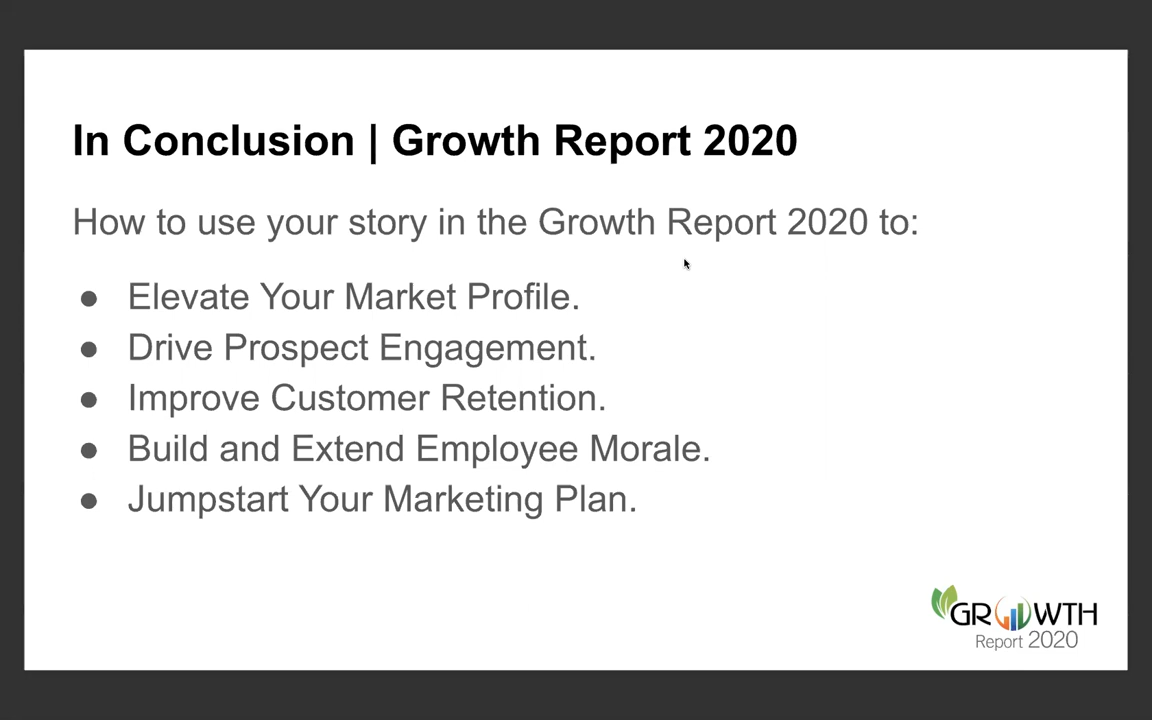 In Conclusion | Growth Report 2020
How to use your story in the Growth Report 2020 to:
● Elevate Your Market Profile.
● Drive Prospect Engagement.
● Improve Customer Retention.
● Build and Extend Employee Morale.
● Jumpstart Your Marketing Plan.
GROWTH
Report 2020